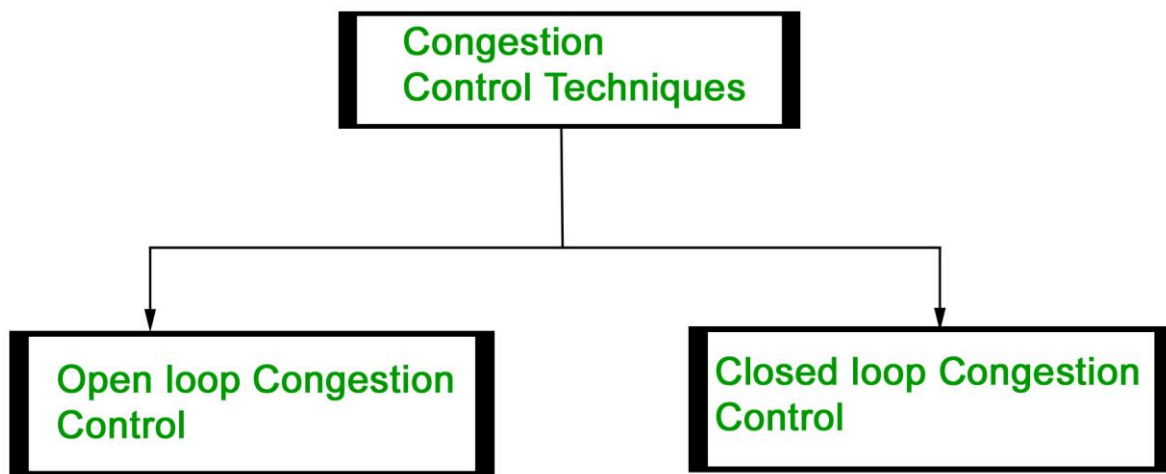 Congestion
Control Techniques
Open loop Congestion
Control
Closed loop Congestion
Control